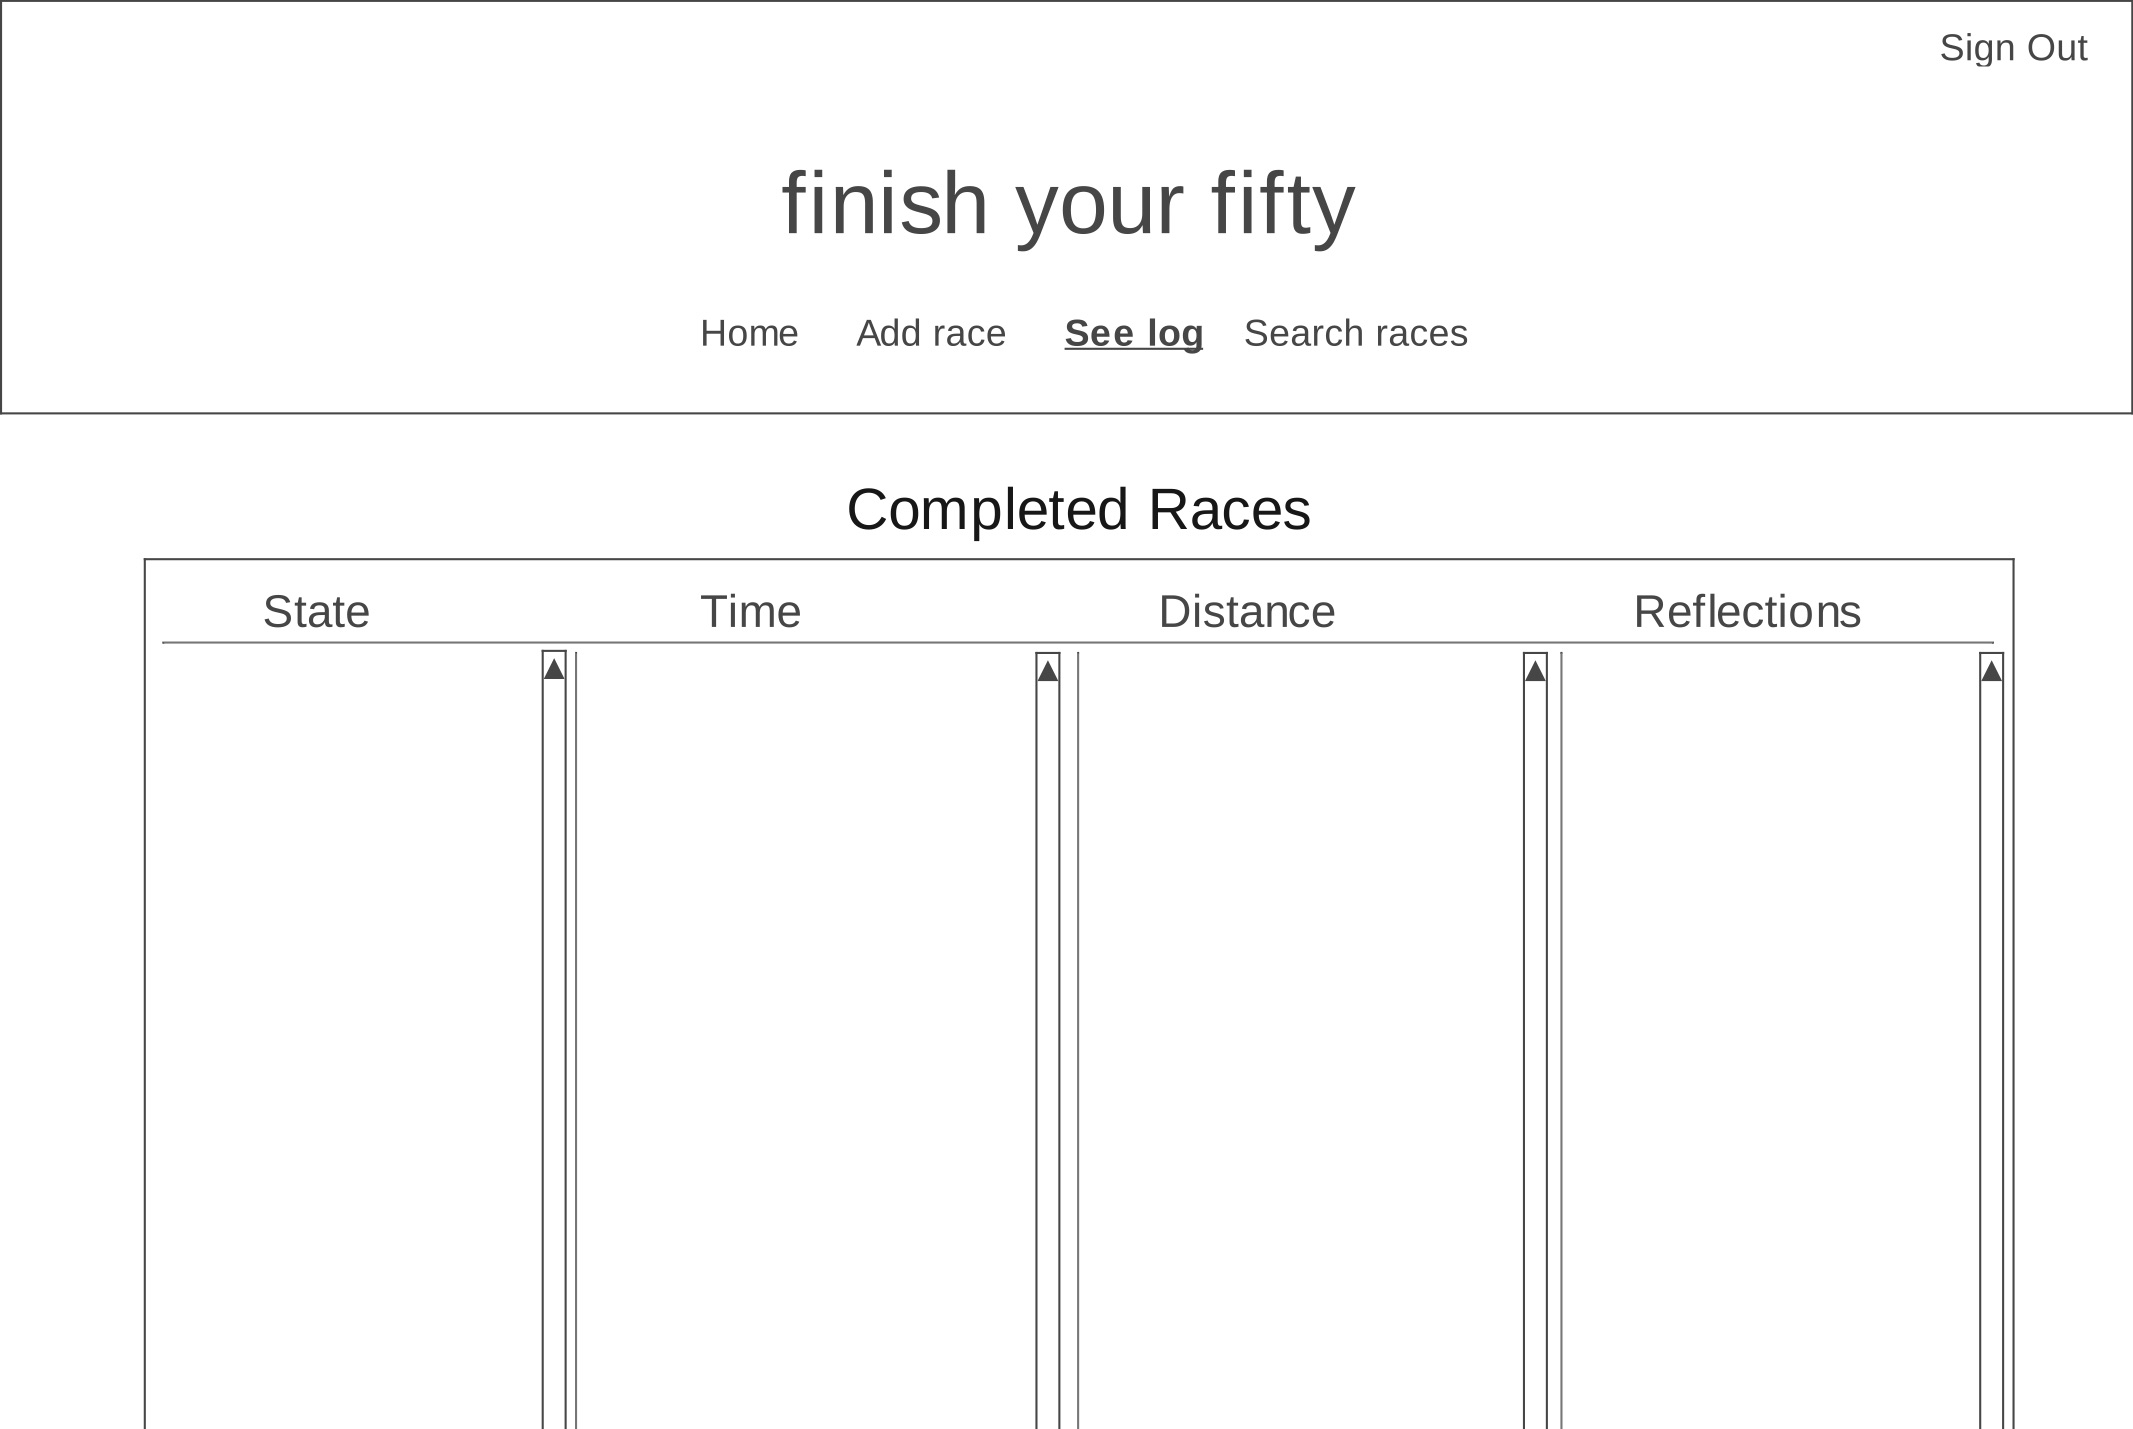 Sign Out
finish your fifty
Home Add race See log Search races
Completed Races
State Time Distance Reflections